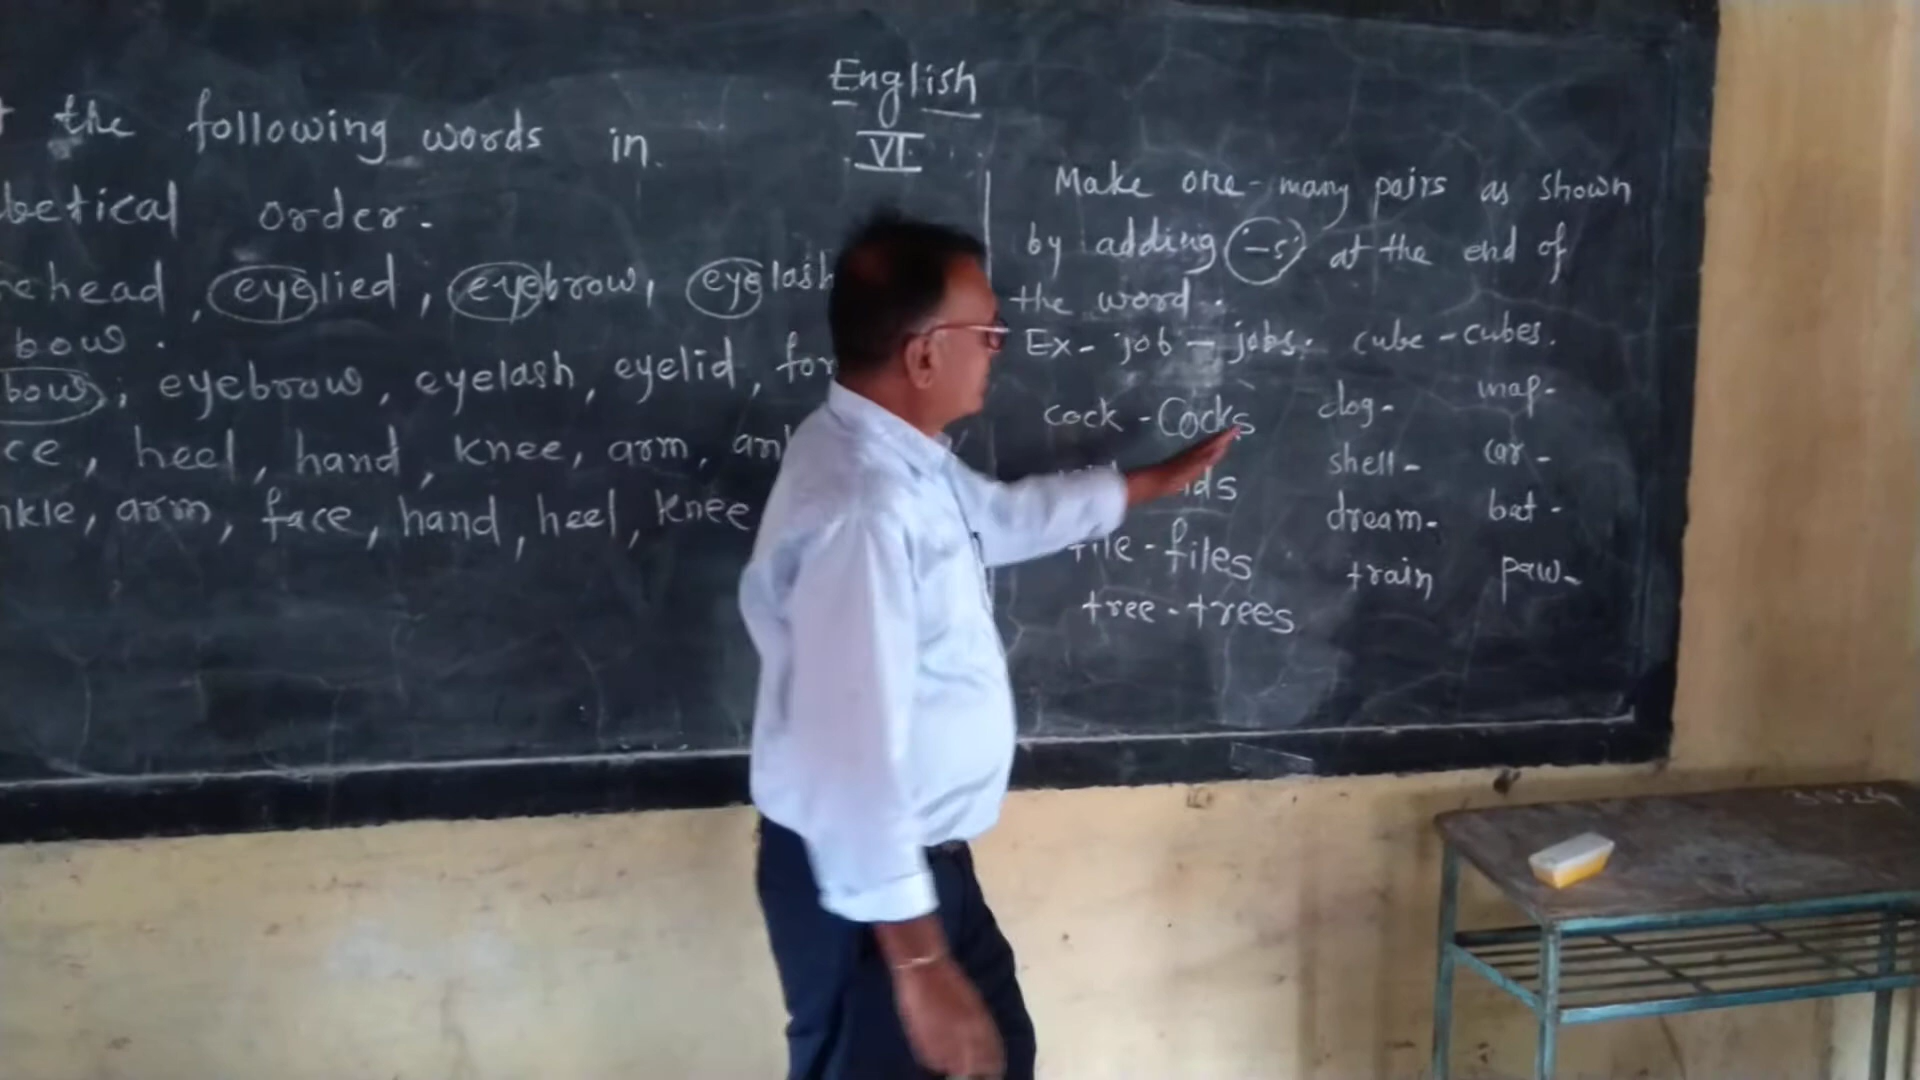 English
VI
the following words in
betical order.
ehead, eyelied, eyebrow, eyelash
bow.
bow, eyebrow, eyelash, eyelid, for
ce, heel, hand, knee, arm, an
nkle, arm, face, hand, heel, knee
Make one-many pairs as shown
by adding '-s' at the end of
the word.
Ex- job - jobs. cube - cubes.
cock - Cocks dog - map -
ids shell - car -
file - files dream - bat -
tree - trees train paw -
3024